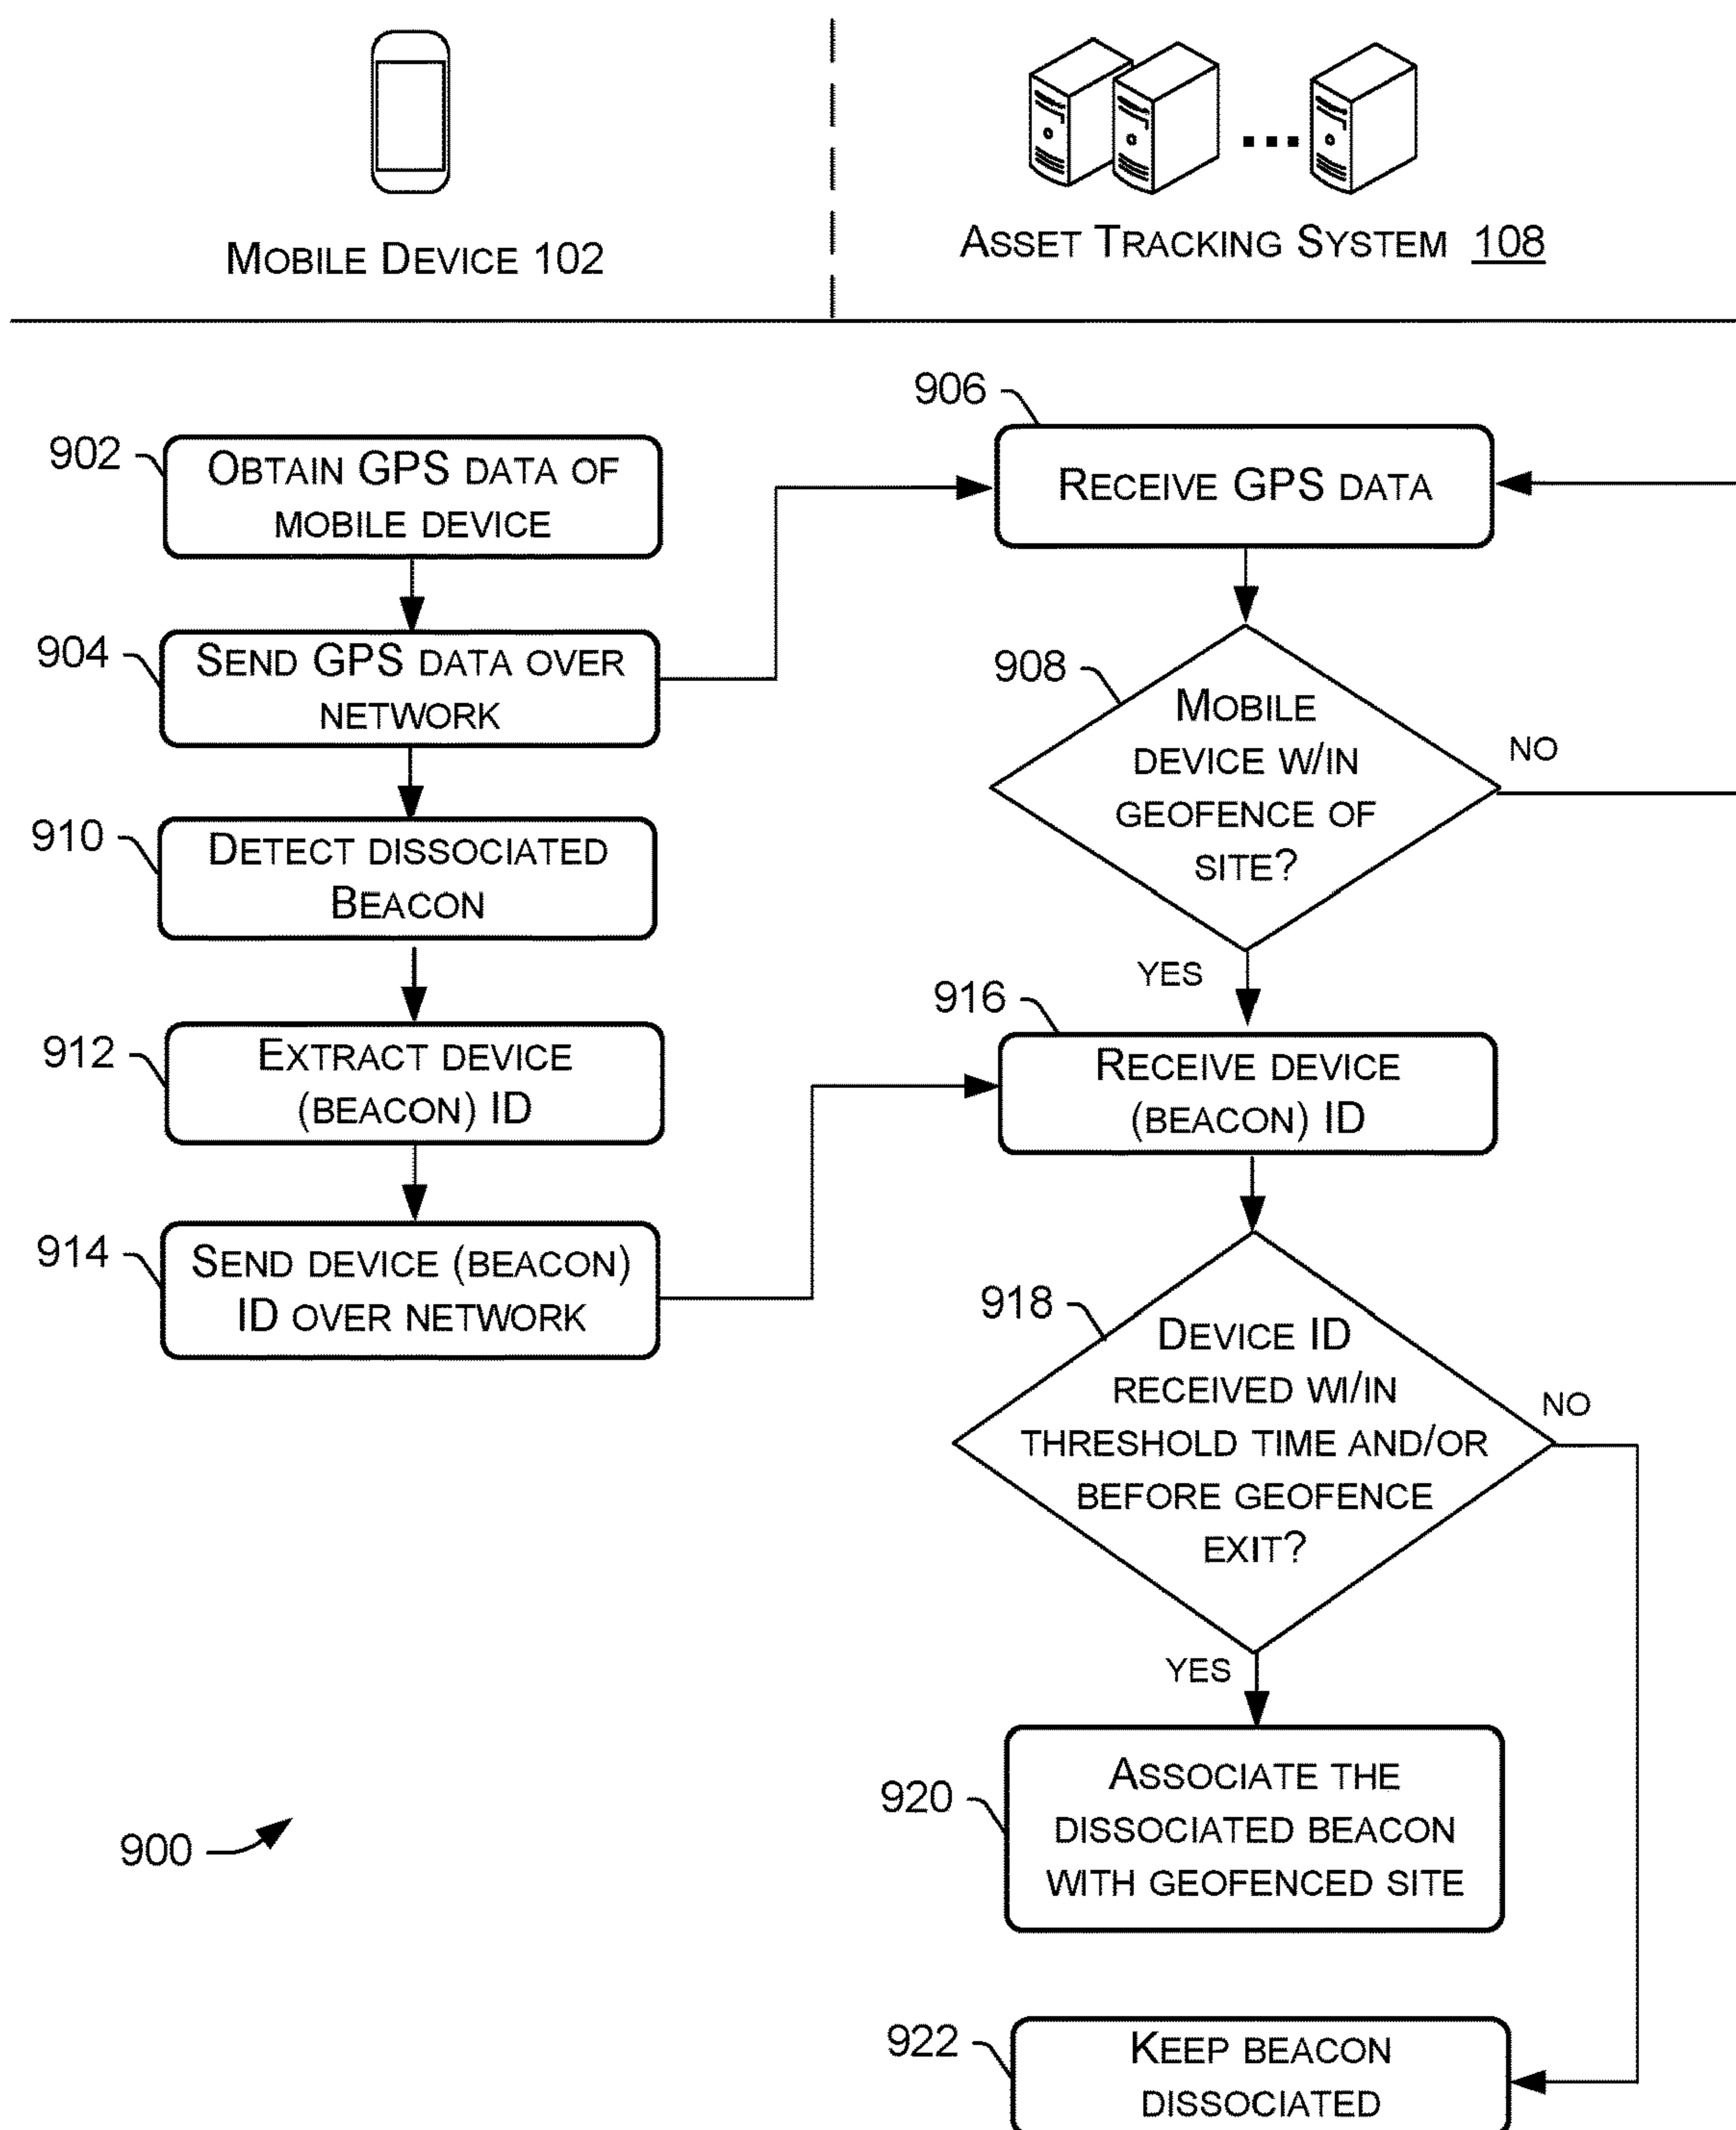 MOBILE DEVICE 102
ASSET TRACKING SYSTEM 108
902
OBTAIN GPS DATA OF
MOBILE DEVICE
904
SEND GPS DATA OVER
NETWORK
910
DETECT DISSOCIATED
BEACON
912
EXTRACT DEVICE
(BEACON) ID
914
SEND DEVICE (BEACON)
ID OVER NETWORK
906
RECEIVE GPS DATA
908
MOBILE
DEVICE W/IN
GEOFENCE OF
SITE?
NO
YES
916
RECEIVE DEVICE
(BEACON) ID
918
DEVICE ID
RECEIVED WI/IN
THRESHOLD TIME AND/OR
BEFORE GEOFENCE
EXIT?
NO
YES
920
ASSOCIATE THE
DISSOCIATED BEACON
WITH GEOFENCED SITE
922
KEEP BEACON
DISSOCIATED
900